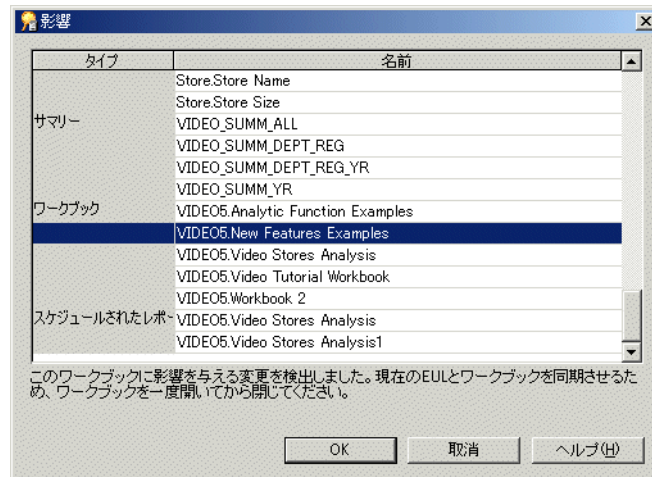 影響
タイプ 名前
Store.Store Name
Store.Store Size
サマリー VIDEO_SUMM_ALL
VIDEO_SUMM_DEPT_REG
VIDEO_SUMM_DEPT_REG_YR
VIDEO_SUMM_YR
ワークブック VIDEO5.Analytic Function Examples
VIDEO5.New Features Examples
VIDEO5.Video Stores Analysis
VIDEO5.Video Tutorial Workbook
VIDEO5.Workbook 2
スケジュールされたレポー VIDEO5.Video Stores Analysis
VIDEO5.Video Stores Analysis1
このワークブックに影響を与える変更を検出しました。現在のEULとワークブックを同期させるた
め、ワークブックを一度開いてから閉じてください。
OK 取消 ヘルプ(H)